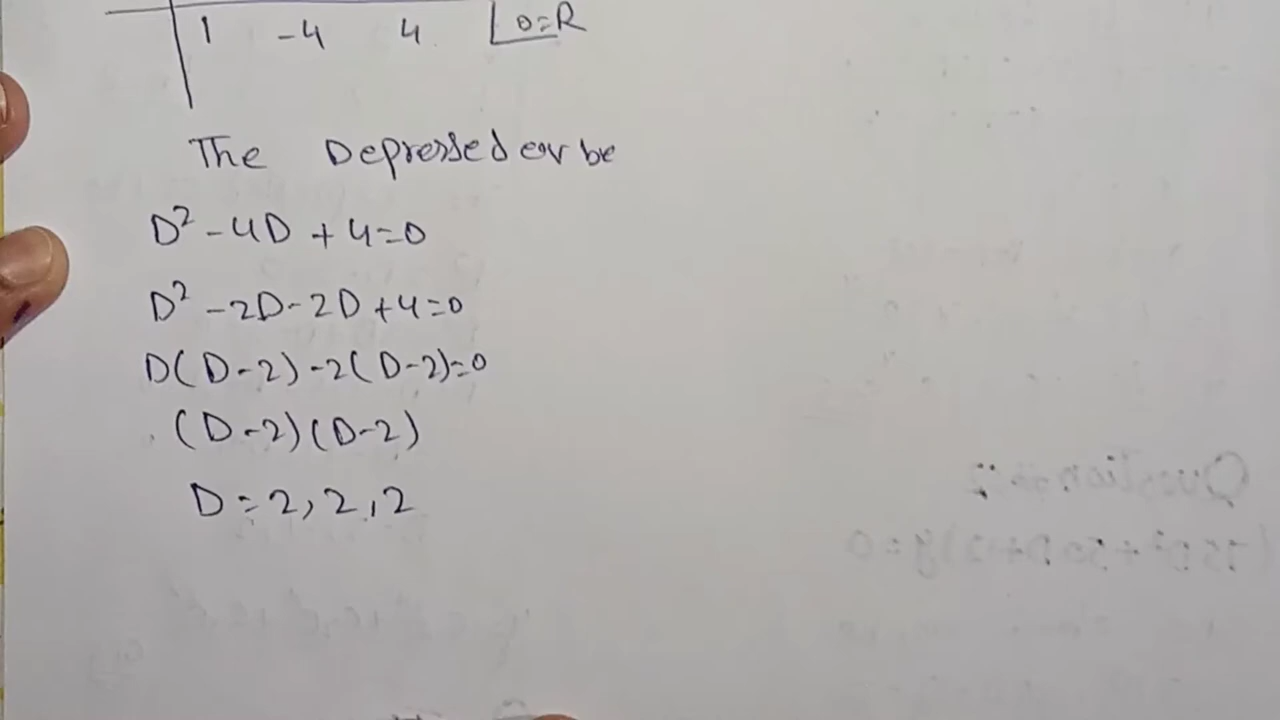 1 -4 4 0=R
The Depressed eq be
D² -4D + 4=0
D² -2D-2D +4=0
D(D-2) -2(D-2)=0
(D-2)(D-2)
D = 2, 2, 2